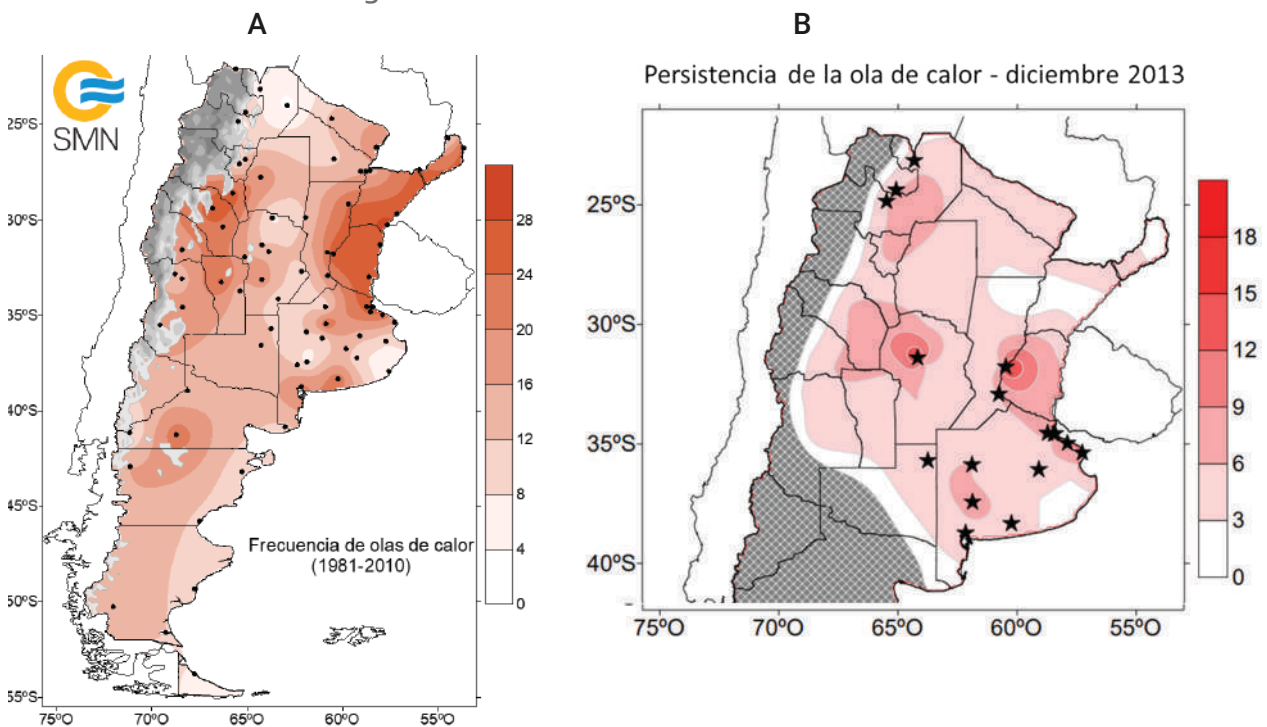 A
B
SMN
Persistencia de la ola de calor - diciembre 2013
25ºS
30ºS
35ºS
40ºS
45ºS
50ºS
55ºS
75ºO
70ºO
65ºO
60ºO
55ºO
28
24
20
16
12
8
4
0
Frecuencia de olas de calor
(1981-2010)
25ºS
30ºS
35ºS
40ºS
75ºO
70ºO
65ºO
60ºO
55ºO
18
15
12
9
6
3
0